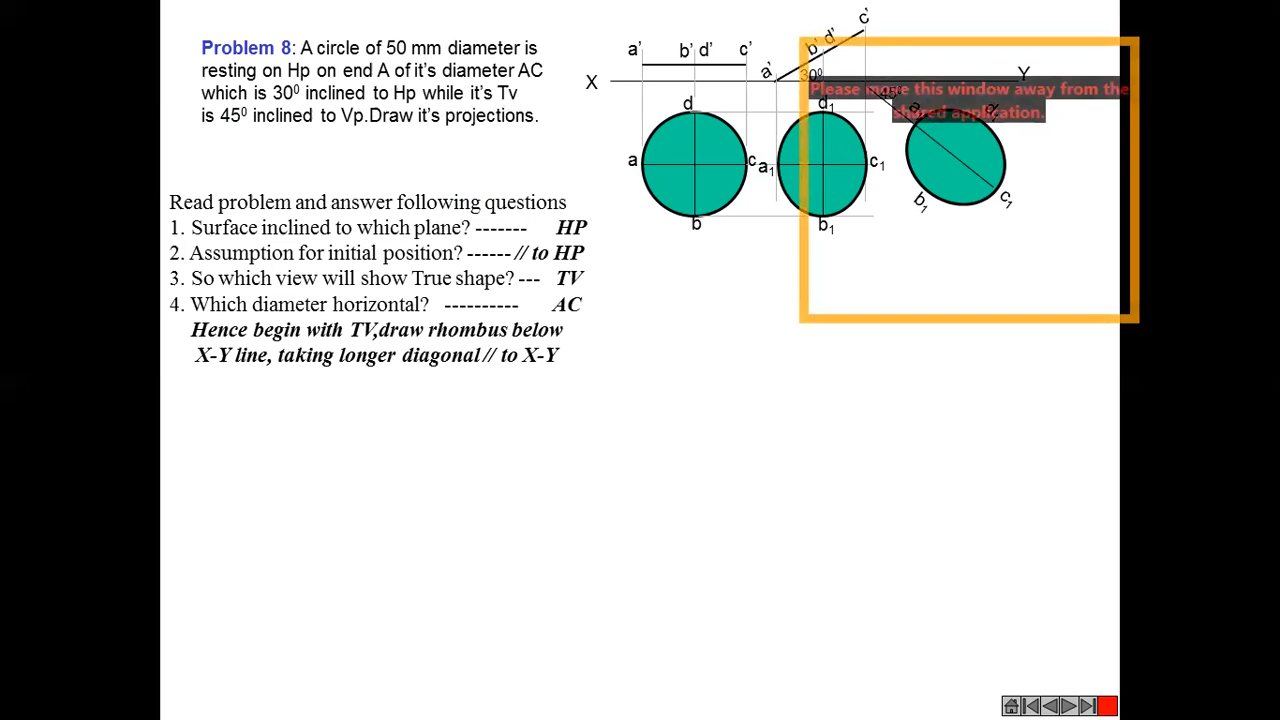 Problem 8: A circle of 50 mm diameter is
resting on Hp on end A of it's diameter AC
which is 30⁰ inclined to Hp while it's Tv
is 45⁰ inclined to Vp.Draw it's projections.
Read problem and answer following questions
1. Surface inclined to which plane? ------- HP
2. Assumption for initial position? ------ // to HP
3. So which view will show True shape? --- TV
4. Which diameter horizontal? ---------- AC
Hence begin with TV,draw rhombus below
X-Y line, taking longer diagonal // to X-Y
a' b' d' c'
a' b' d' c'
X Y
30⁰
45⁰
Please move this window away from the
shared application.
d
a c
b
d₁
a₁ c₁
b₁
a d
b₁ c₁